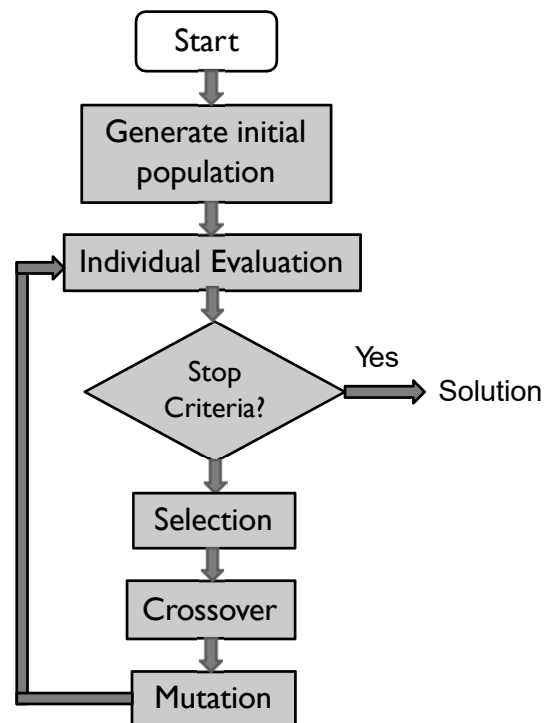 Start
Generate initial
population
Individual Evaluation
Stop
Criteria?
Yes
Solution
Selection
Crossover
Mutation